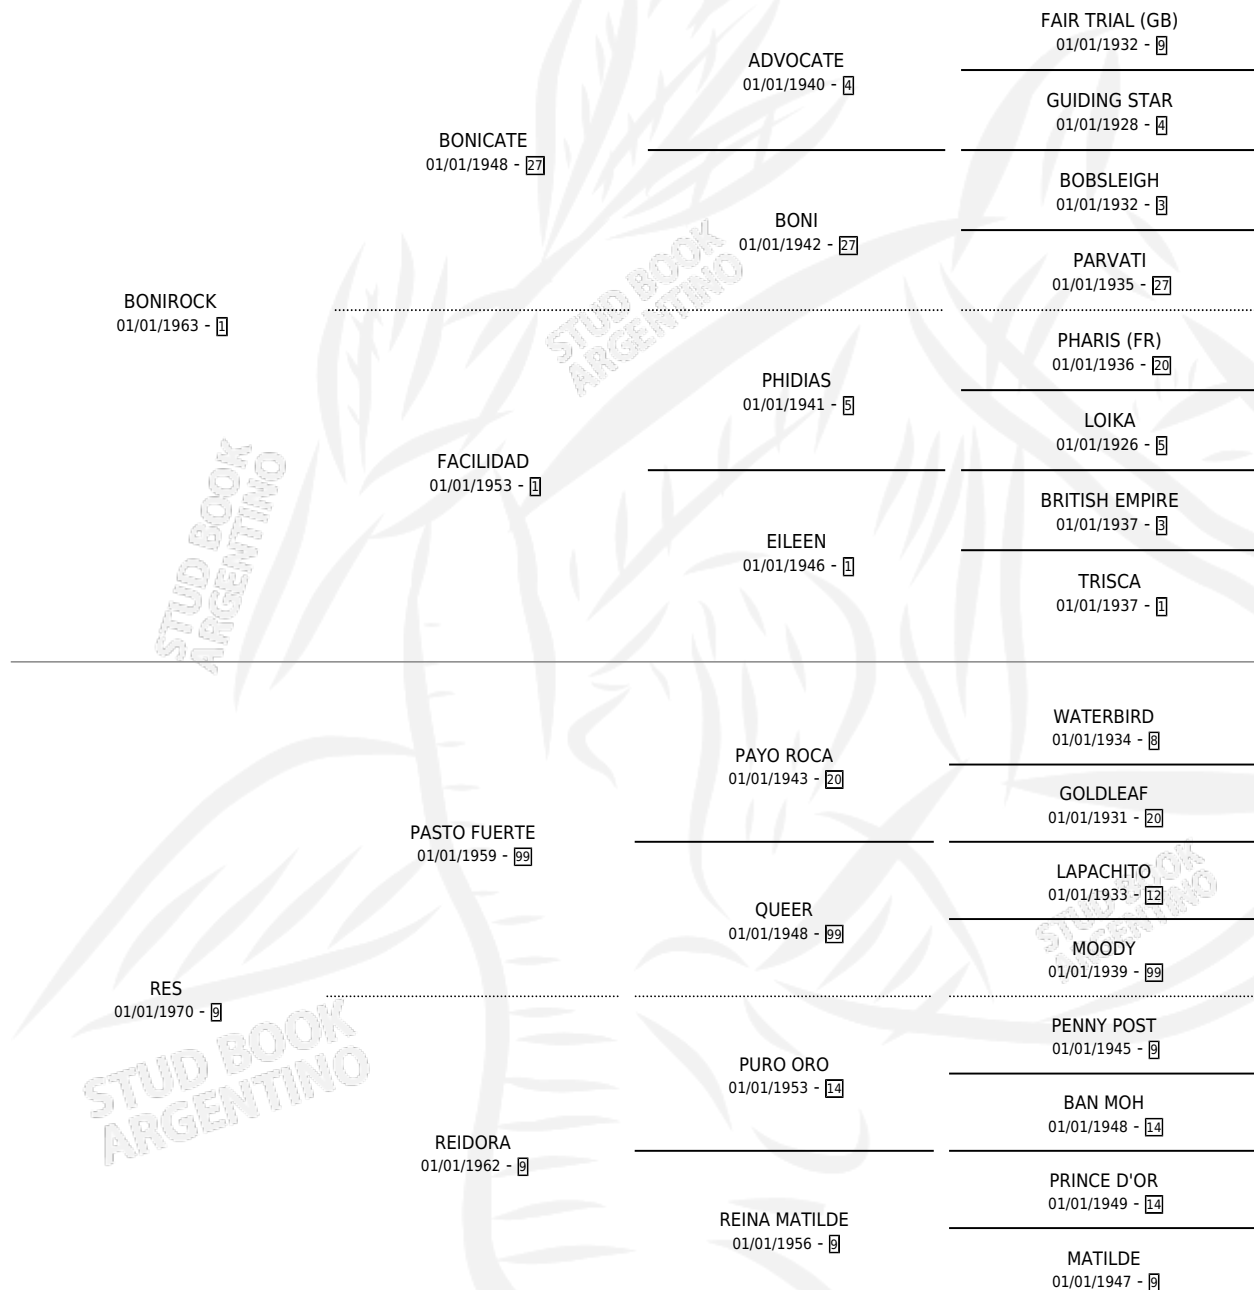 FAIR TRIAL (GB)
01/01/1932 - 9
ADVOCATE
01/01/1940 - 4
GUIDING STAR
01/01/1928 - 4
BONICATE
01/01/1948 - 27
BOBSLEIGH
01/01/1932 - 3
BONI
01/01/1942 - 27
PARVATI
01/01/1935 - 27
BONIROCK
01/01/1963 - 1
PHARIS (FR)
01/01/1936 - 20
PHIDIAS
01/01/1941 - 5
LOIKA
01/01/1926 - 5
FACILIDAD
01/01/1953 - 1
BRITISH EMPIRE
01/01/1937 - 3
EILEEN
01/01/1946 - 1
TRISCA
01/01/1937 - 1
WATERBIRD
01/01/1934 - 8
PAYO ROCA
01/01/1943 - 20
GOLDLEAF
01/01/1931 - 20
PASTO FUERTE
01/01/1959 - 99
LAPACHITO
01/01/1933 - 12
QUEER
01/01/1948 - 99
MOODY
01/01/1939 - 99
RES
01/01/1970 - 9
PENNY POST
01/01/1945 - 9
PURO ORO
01/01/1953 - 14
BAN MOH
01/01/1948 - 14
REIDORA
01/01/1962 - 9
PRINCE D'OR
01/01/1949 - 14
REINA MATILDE
01/01/1956 - 9
MATILDE
01/01/1947 - 9
STUD BOOK
ARGENTINO
STUD BOOK
ARGENTINO
STUD BOOK
ARGENTINO
STUD BOOK
ARGENTINO